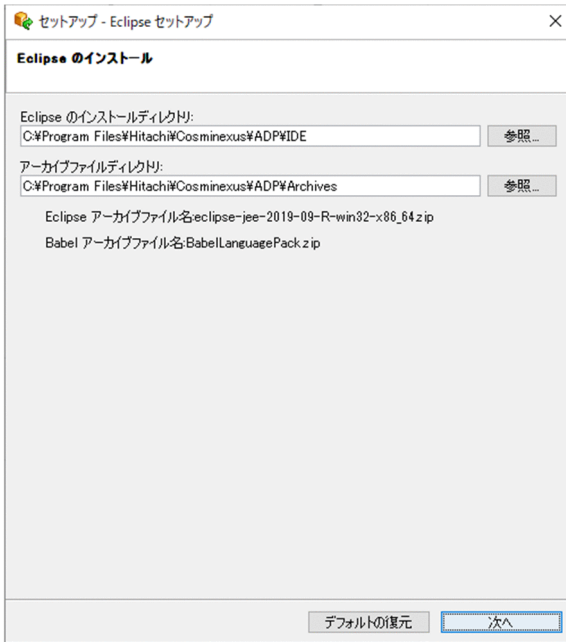 セットアップ - Eclipse セットアップ
Eclipse のインストール
Eclipse のインストールディレクトリ:
C:¥Program Files¥Hitachi¥Cosminexus¥ADP¥IDE
参照...
アーカイブファイルディレクトリ:
C:¥Program Files¥Hitachi¥Cosminexus¥ADP¥Archives
参照...
Eclipse アーカイブファイル名:eclipse-jee-2019-09-R-win32-x86_64.zip
Babel アーカイブファイル名:BabelLanguagePack.zip
デフォルトの復元
次へ